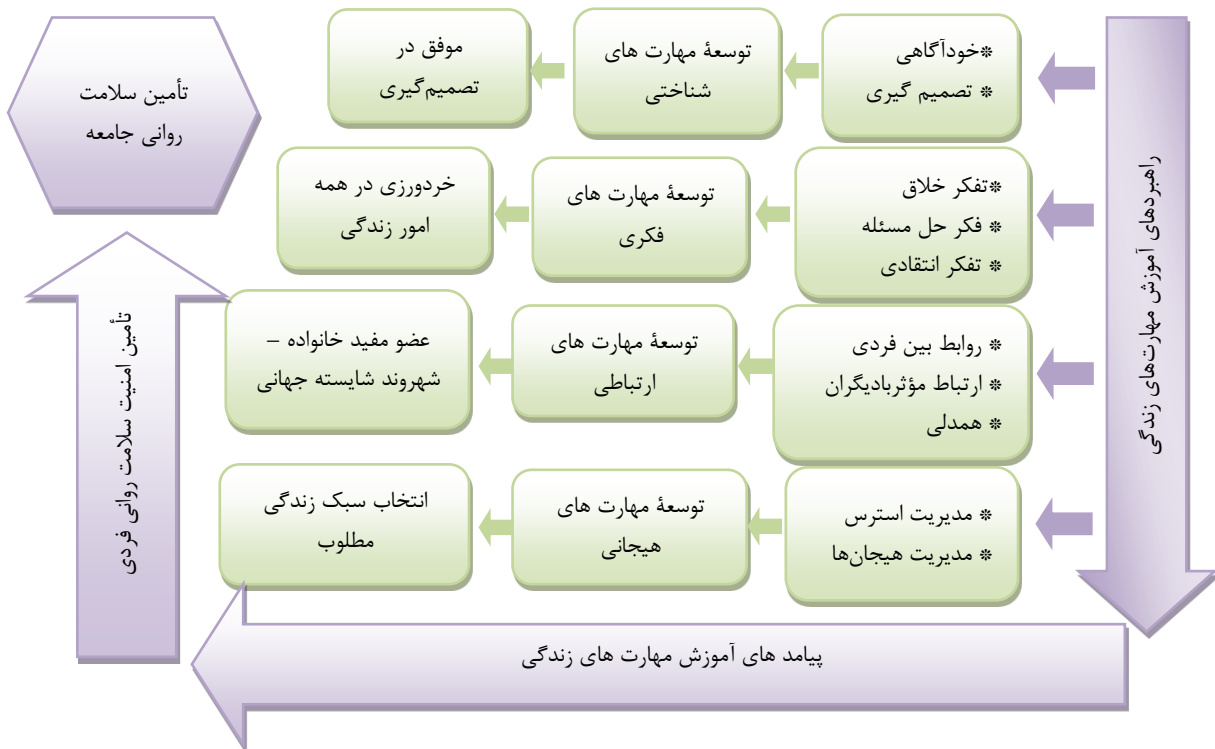 راهبردهای آموزش مهارت‌های زندگی
*خودآگاهی
* تصمیم گیری
توسعهٔ مهارت های
شناختی
موفق در
تصمیم‌گیری
*تفکر خلاق
* فکر حل مسئله
* تفکر انتقادی
توسعهٔ مهارت های
فکری
خردورزی در همه
امور زندگی
* روابط بین فردی
* ارتباط مؤثربادیگران
* همدلی
توسعهٔ مهارت های
ارتباطی
عضو مفید خانواده –
شهروند شایسته جهانی
* مدیریت استرس
* مدیریت هیجان‌ها
توسعهٔ مهارت های
هیجانی
انتخاب سبک زندگی
مطلوب
پیامد های آموزش مهارت های زندگی
تأمین امنیت سلامت روانی فردی
تأمین سلامت
روانی جامعه